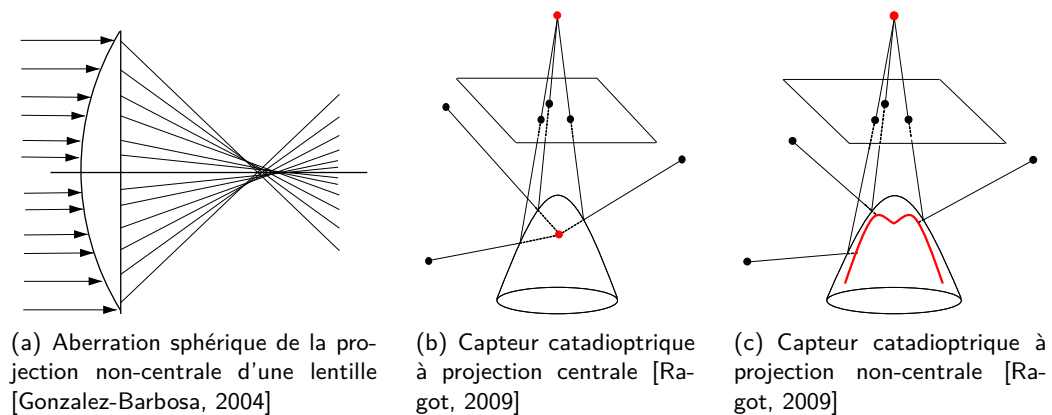 (a) Aberration sphérique de la pro-
jection non-centrale d'une lentille
[Gonzalez-Barbosa, 2004]
(b) Capteur catadioptrique
à projection centrale [Ra-
got, 2009]
(c) Capteur catadioptrique à
projection non-centrale [Ra-
got, 2009]